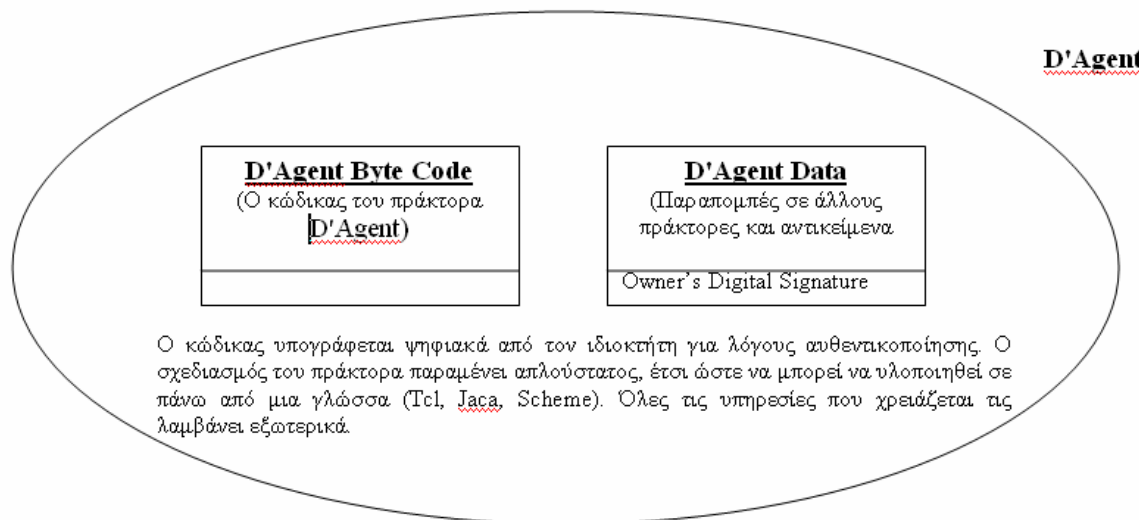 D'Agent
D'Agent Byte Code
(Ο κώδικας του πράκτορα
D'Agent)
D'Agent Data
(Παραπομπές σε άλλους
πράκτορες και αντικείμενα
Owner's Digital Signature
Ο κώδικας υπογράφεται ψηφιακά από τον ιδιοκτήτη για λόγους αυθεντικοποίησης. Ο
σχεδιασμός του πράκτορα παραμένει απλούστατος, έτσι ώστε να μπορεί να υλοποιηθεί σε
πάνω από μια γλώσσα (Tcl, Jaca, Scheme). Όλες τις υπηρεσίες που χρειάζεται τις
λαμβάνει εξωτερικά.